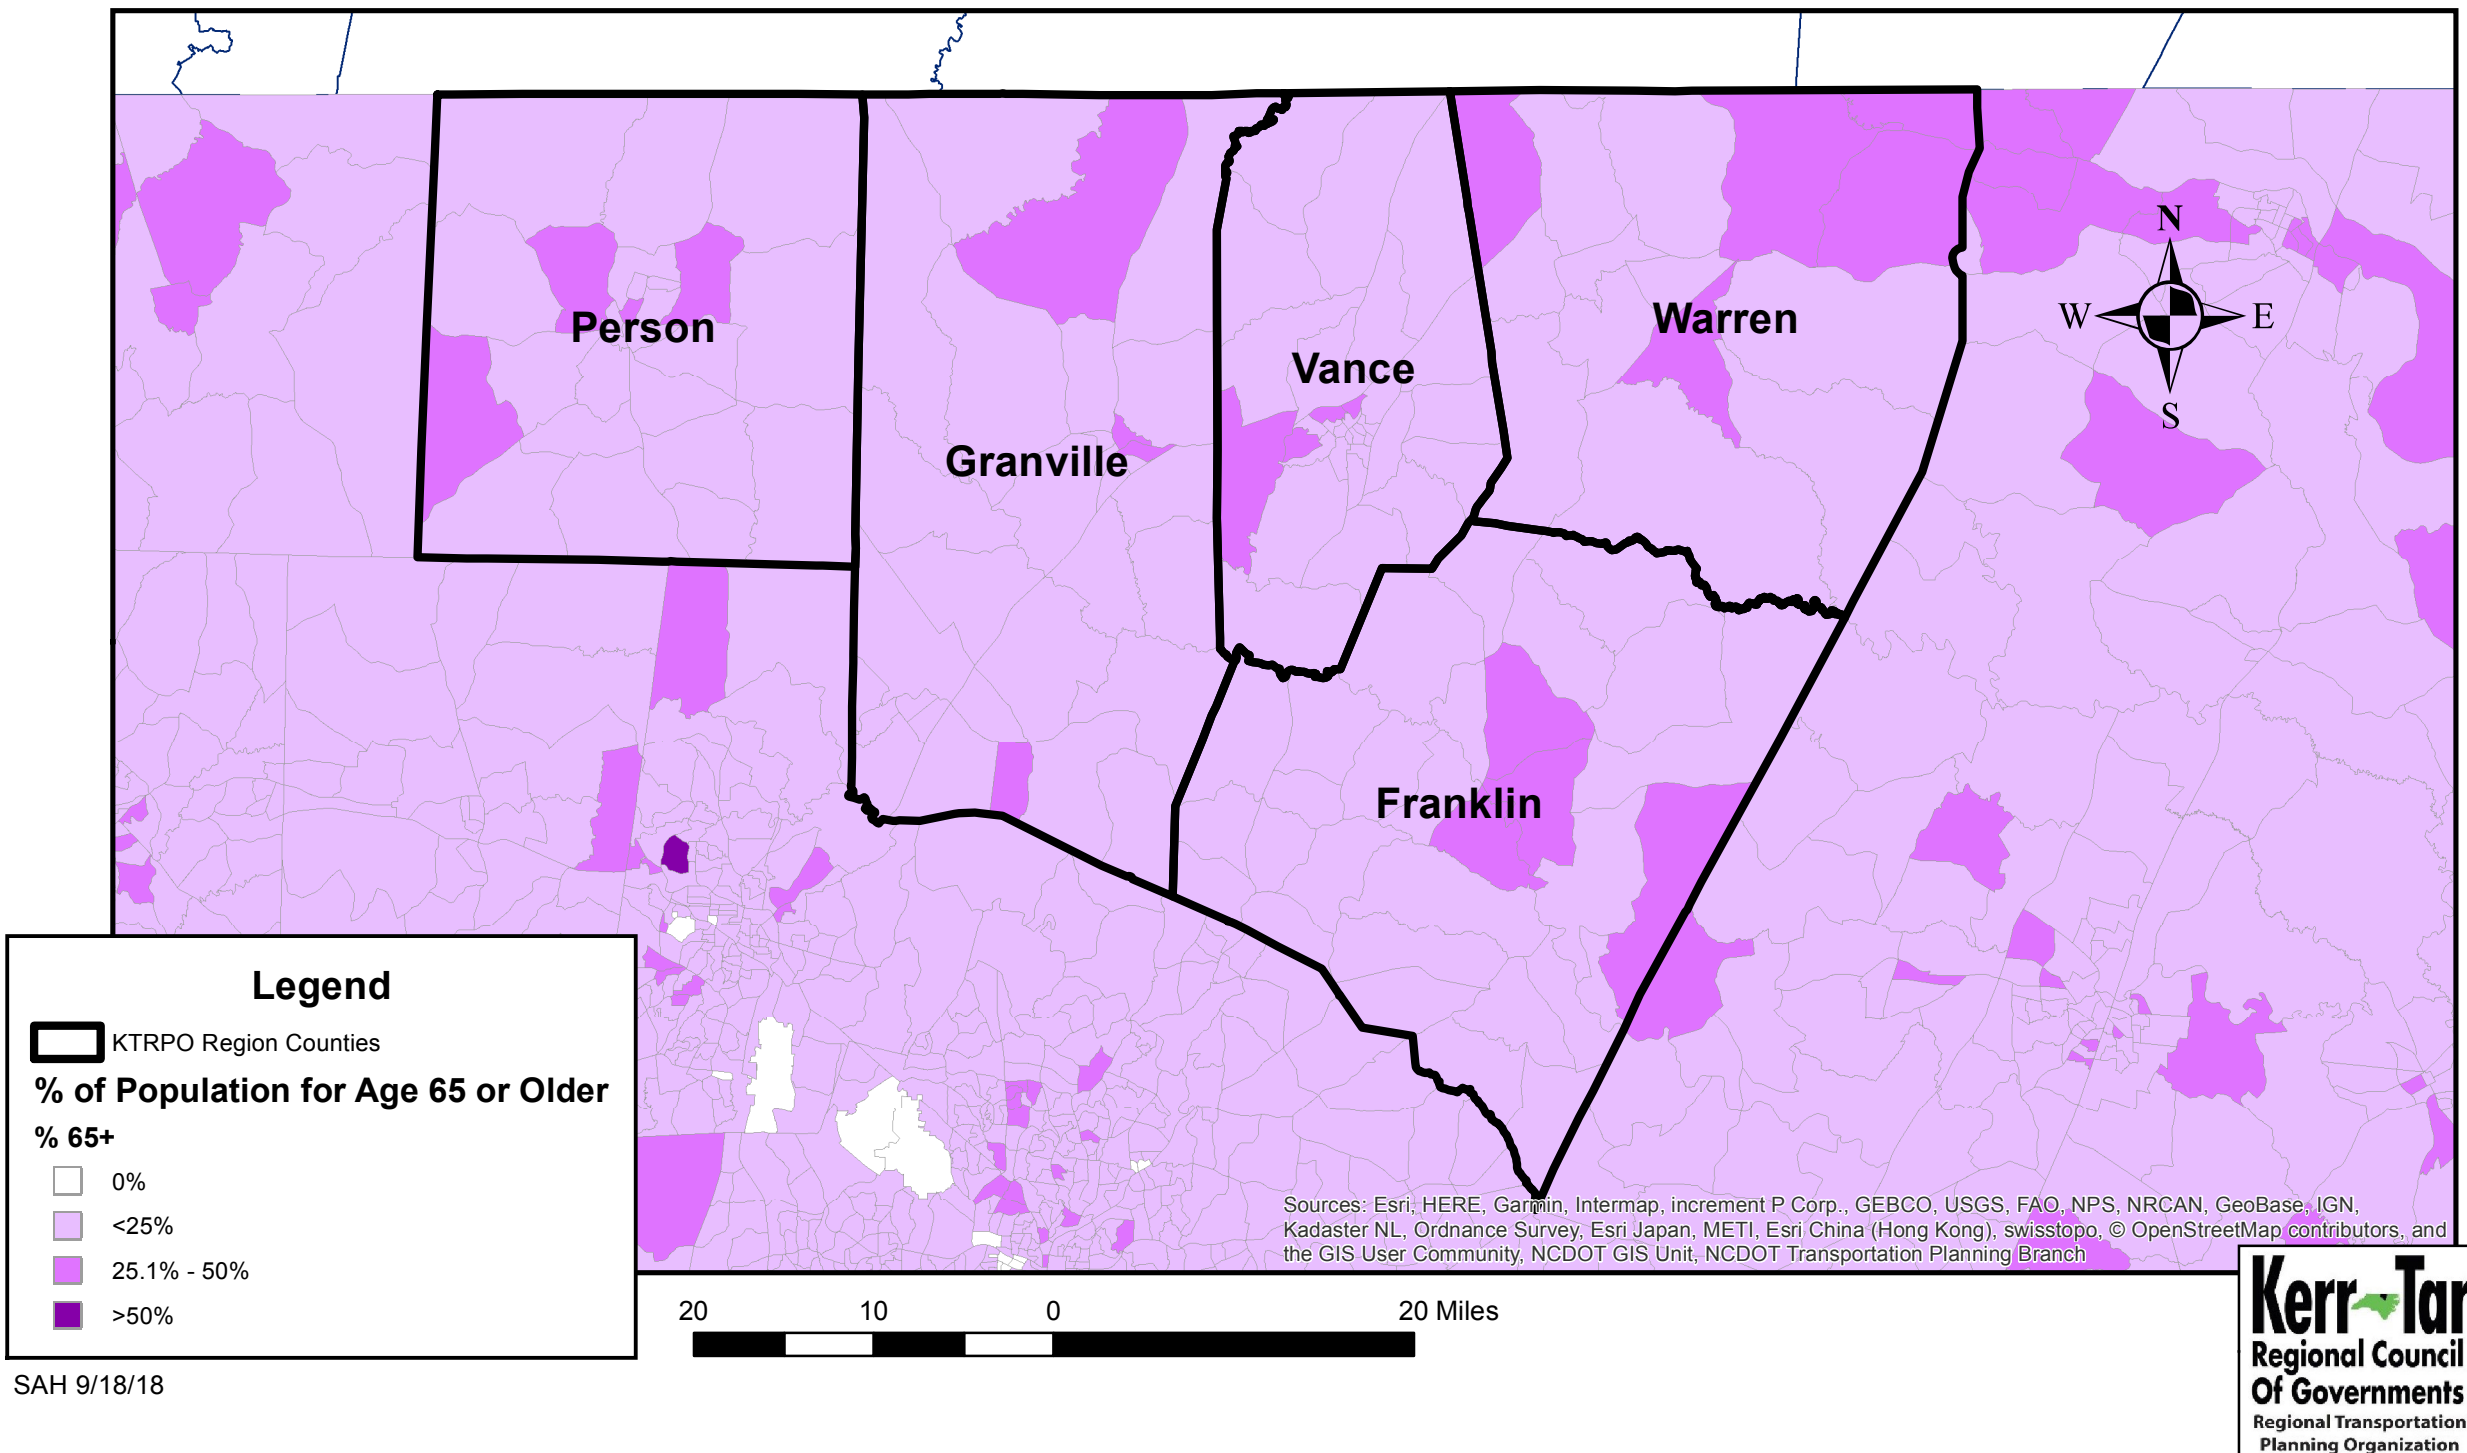 N
W
E
S
Person
Granville
Vance
Warren
Franklin
Legend
KTRPO Region Counties
% of Population for Age 65 or Older
% 65+
0%
<25%
25.1% - 50%
>50%
Sources: Esri, HERE, Garmin, Intermap, increment P Corp., GEBCO, USGS, FAO, NPS, NRCAN, GeoBase, IGN,
Kadaster NL, Ordnance Survey, Esri Japan, METI, Esri China (Hong Kong), swisstopo, © OpenStreetMap contributors, and
the GIS User Community, NCDOT GIS Unit, NCDOT Transportation Planning Branch
20 10 0 20 Miles
SAH 9/18/18
Kerr Tar
Regional Council
Of Governments
Regional Transportation
Planning Organization